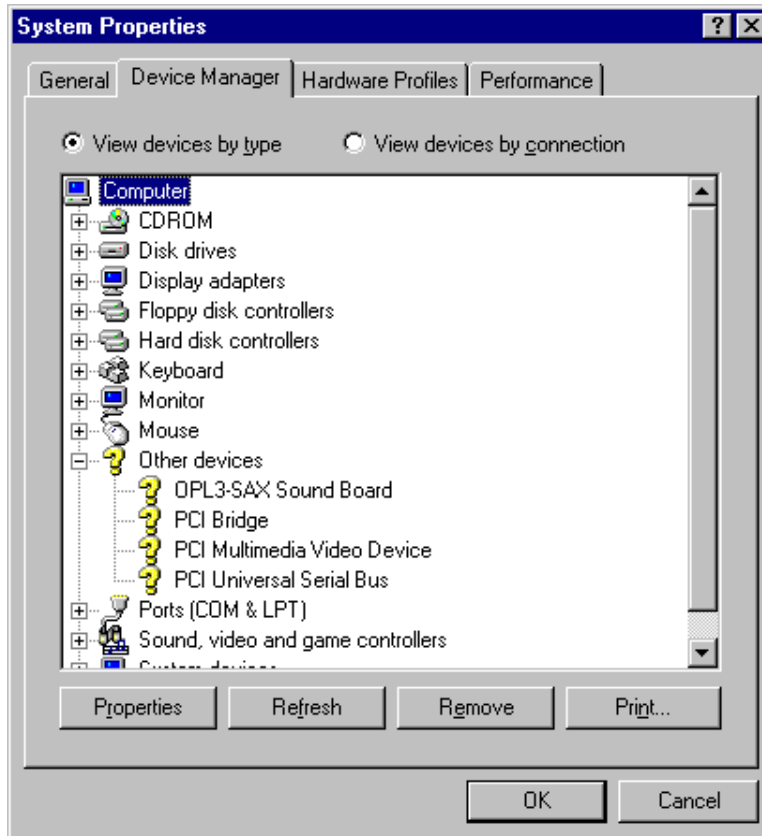 System Properties
General Device Manager Hardware Profiles Performance
View devices by type View devices by connection
Computer
CDROM
Disk drives
Display adapters
Floppy disk controllers
Hard disk controllers
Keyboard
Monitor
Mouse
Other devices
OPL3-SAX Sound Board
PCI Bridge
PCI Multimedia Video Device
PCI Universal Serial Bus
Ports (COM & LPT)
Sound, video and game controllers
System devices
Properties Refresh Remove Print...
OK Cancel